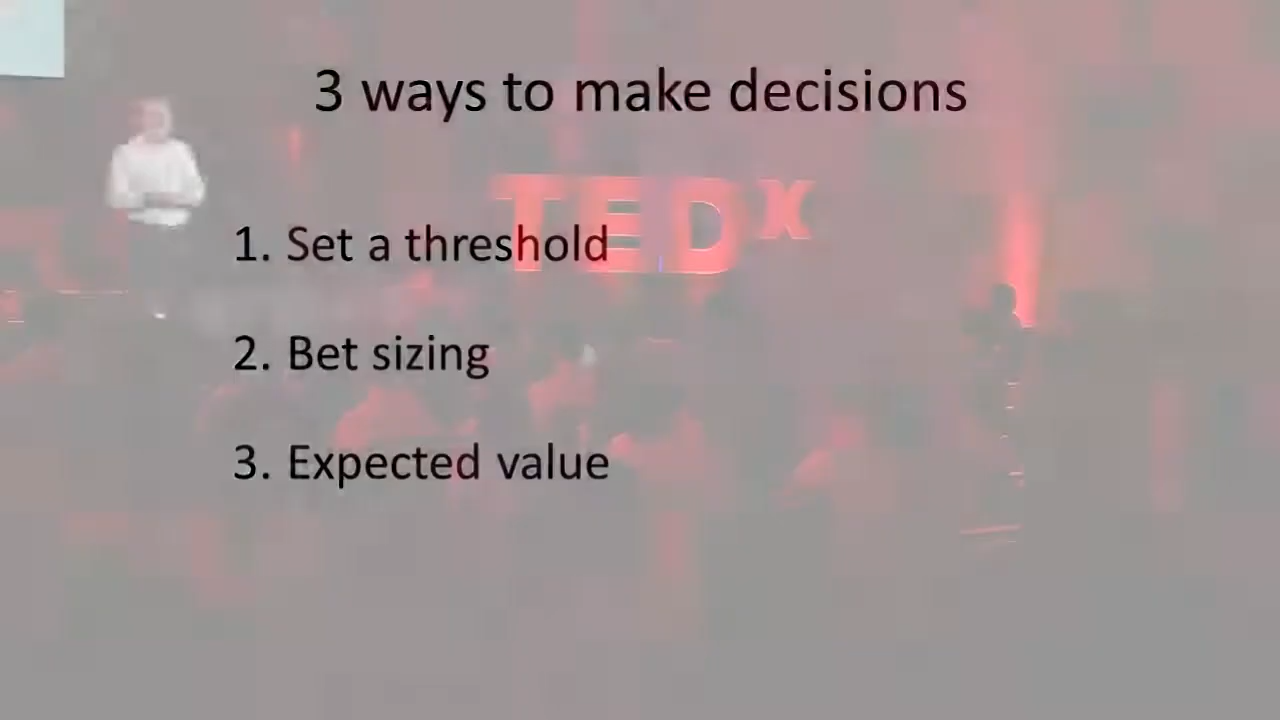 3 ways to make decisions
TEDx
1. Set a threshold
2. Bet sizing
3. Expected value